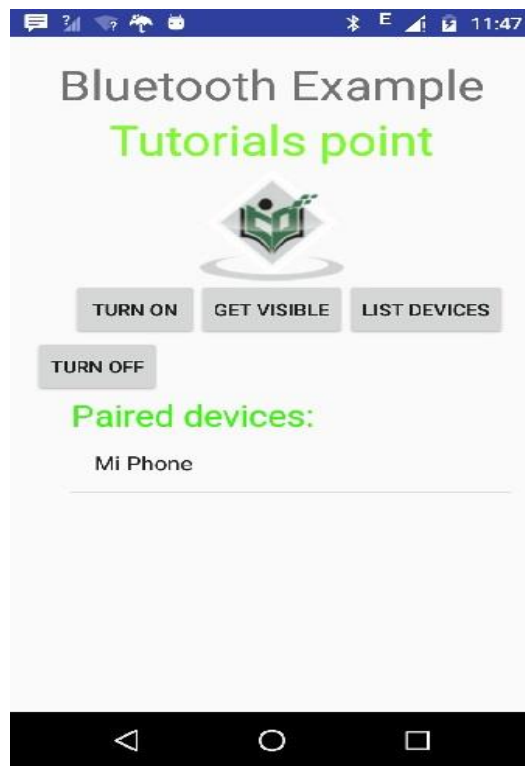 E 11:47
Bluetooth Example
Tutorials point
TURN ON GET VISIBLE LIST DEVICES
TURN OFF
Paired devices:
Mi Phone